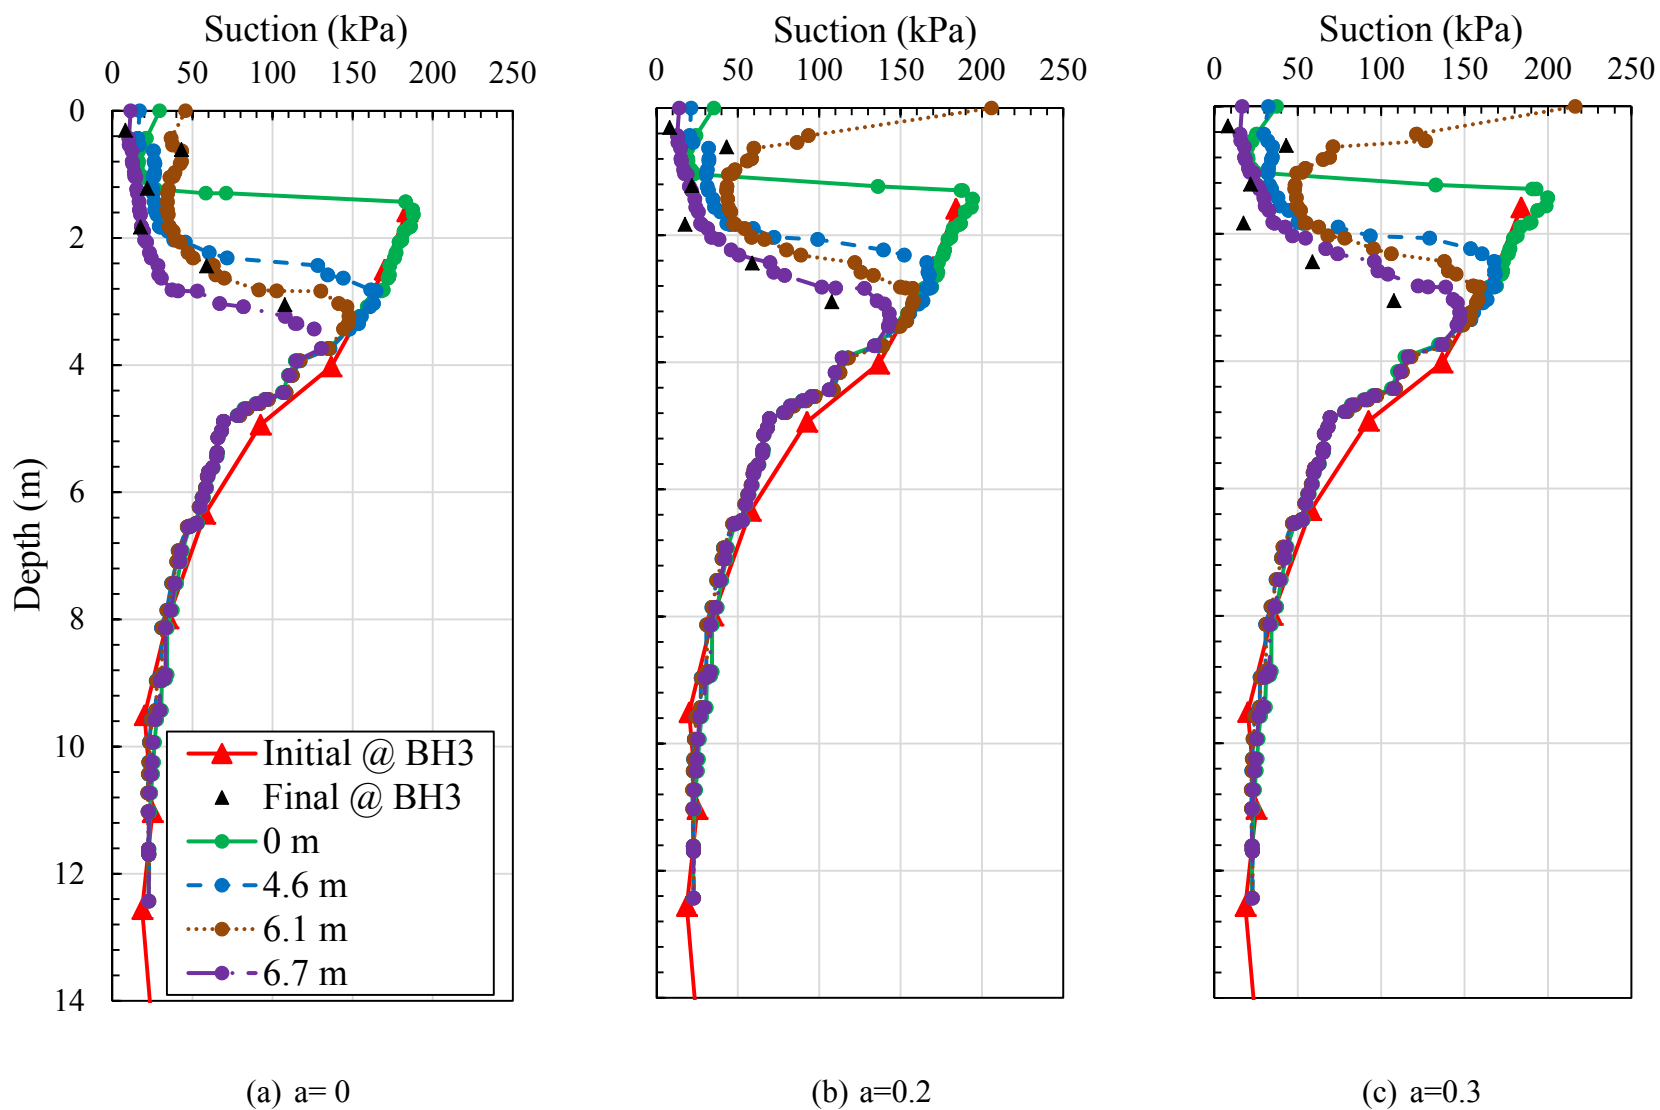 Suction (kPa)
0 50 100 150 200 250
Suction (kPa)
0 50 100 150 200 250
Suction (kPa)
0 50 100 150 200 250
Depth (m)
0
2
4
6
8
10
12
14
Initial @ BH3
Final @ BH3
0 m
4.6 m
6.1 m
6.7 m
(a) a= 0
(b) a=0.2
(c) a=0.3